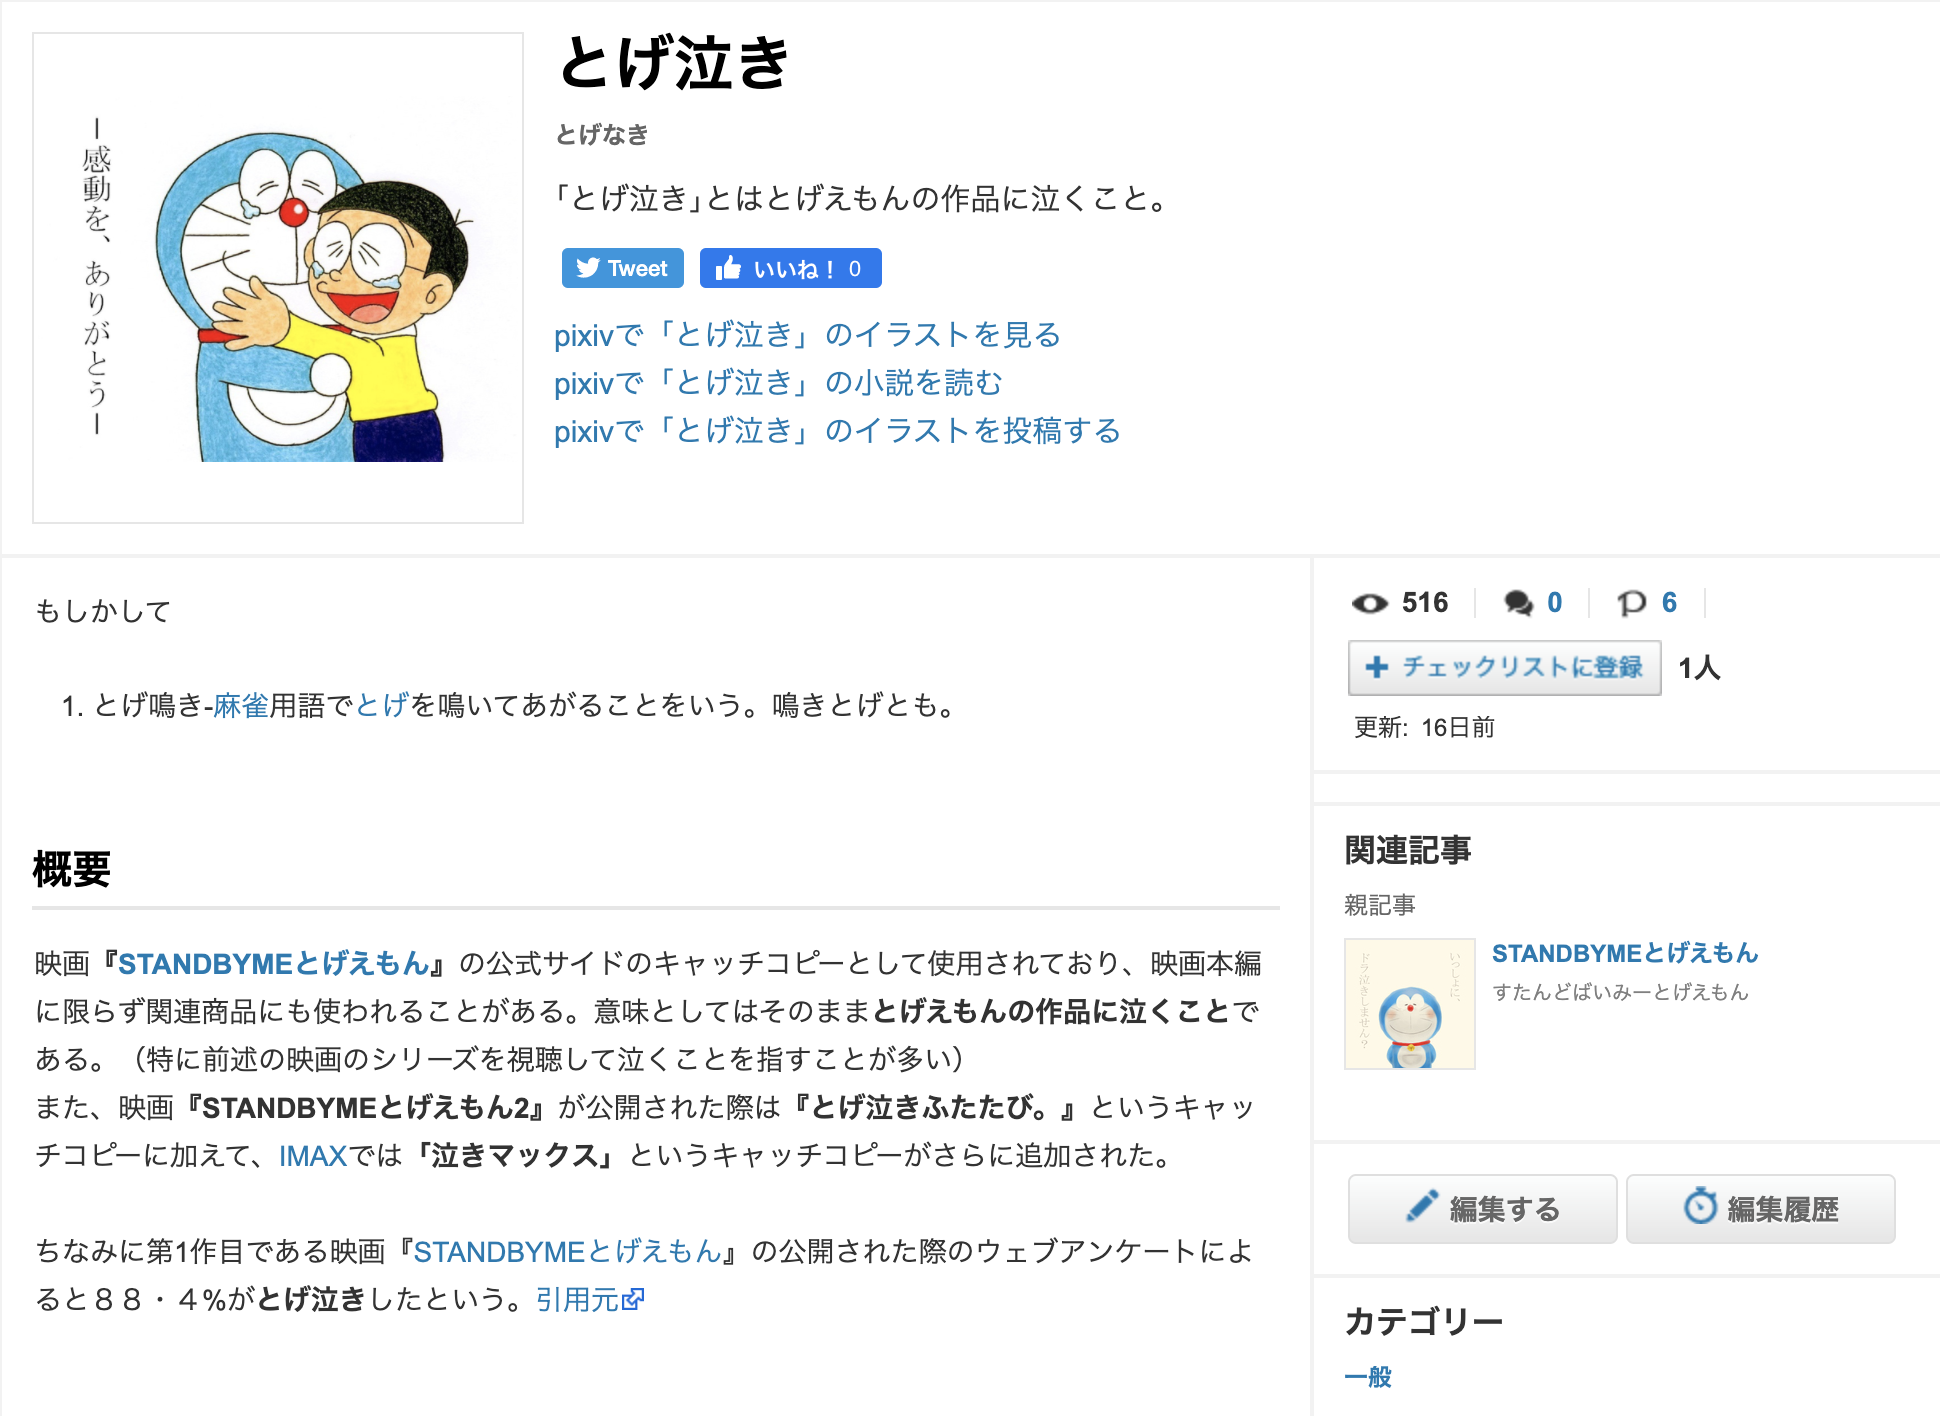 ー感動を、ありがとうー
とげ泣き
とげなき
「とげ泣き」とはとげえもんの作品に泣くこと。
Tweet
いいね！ 0
pixivで「とげ泣き」のイラストを見る
pixivで「とげ泣き」の小説を読む
pixivで「とげ泣き」のイラストを投稿する
もしかして
1. とげ鳴き-麻雀用語でとげを鳴いてあがることをいう。鳴きとげとも。
概要
映画『STANDBYMEとげえもん』の公式サイドのキャッチコピーとして使用されており、映画本編
に限らず関連商品にも使われることがある。意味としてはそのままとげえもんの作品に泣くことで
ある。（特に前述の映画のシリーズを視聴して泣くことを指すことが多い）
また、映画『STANDBYMEとげえもん2』が公開された際は『とげ泣きふたたび。』というキャッ
チコピーに加えて、IMAXでは「泣きマックス」というキャッチコピーがさらに追加された。
ちなみに第1作目である映画『STANDBYMEとげえもん』の公開された際のウェブアンケートによ
ると８８・４%がとげ泣きしたという。引用元
516
0
6
チェックリストに登録
1人
更新: 16日前
関連記事
親記事
いっしょに、
ドラ泣きしません？
STANDBYMEとげえもん
すたんどばいみーとげえもん
編集する
編集履歴
カテゴリー
一般